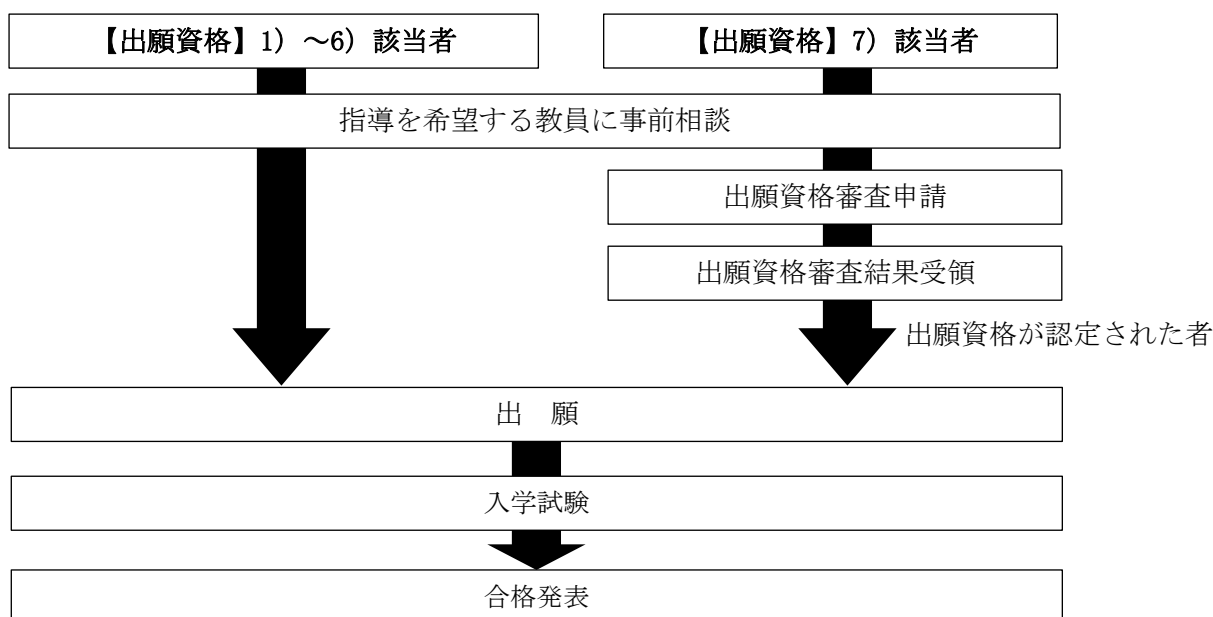 【出願資格】1）～6）該当者
【出願資格】7）該当者
指導を希望する教員に事前相談
出願資格審査申請
出願資格審査結果受領
出願資格が認定された者
出　願
入学試験
合格発表